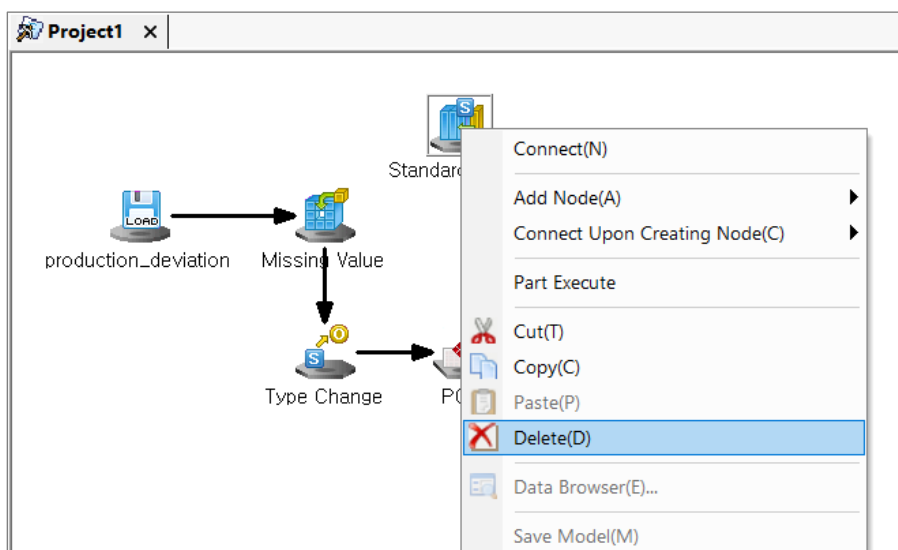 Project1
S
Standar
LOAD
production_deviation
Missing Value
S
O
Type Change
Connect(N)
Add Node(A)
Connect Upon Creating Node(C)
Part Execute
Cut(T)
Copy(C)
Paste(P)
Delete(D)
Data Browser(E)...
Save Model(M)